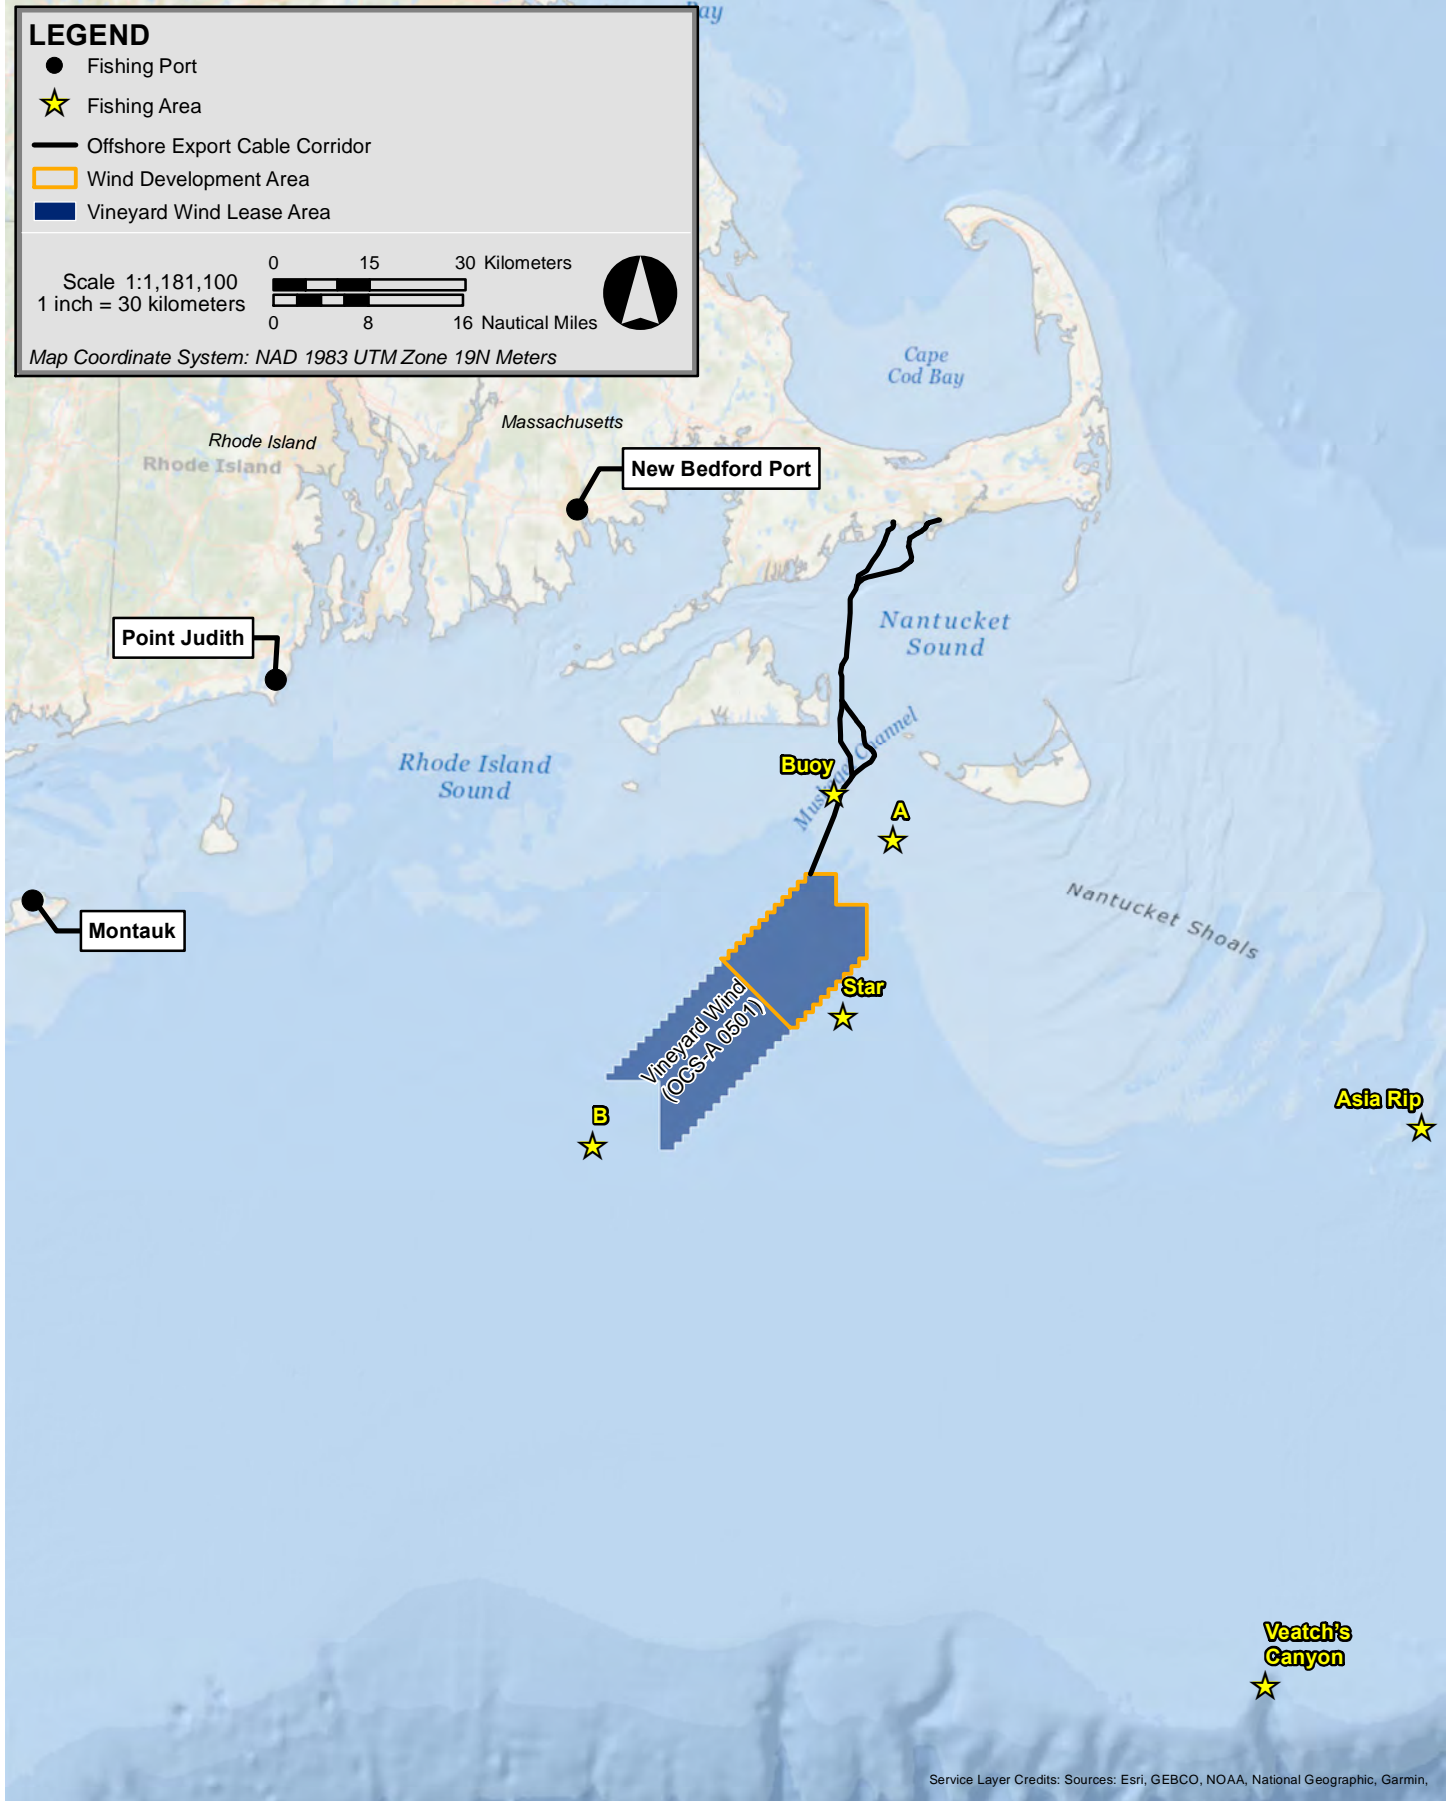 Bay
LEGEND
Fishing Port
Fishing Area
Offshore Export Cable Corridor
Wind Development Area
Vineyard Wind Lease Area
0 15 30 Kilometers
Scale 1:1,181,100
1 inch = 30 kilometers
0 8 16 Nautical Miles
Map Coordinate System: NAD 1983 UTM Zone 19N Meters
Cape
Cod Bay
Massachusetts
Rhode Island
Rhode Island
New Bedford Port
Nantucket
Sound
Point Judith
Channel
Rhode Island
Sound
Buoy
A
Nantucket Shoals
Montauk
Star
Vineyard Wind
(OCS-A 0501)
B
Asia Rip
Veatch's
Canyon
Service Layer Credits: Sources: Esri, GEBCO, NOAA, National Geographic, Garmin,